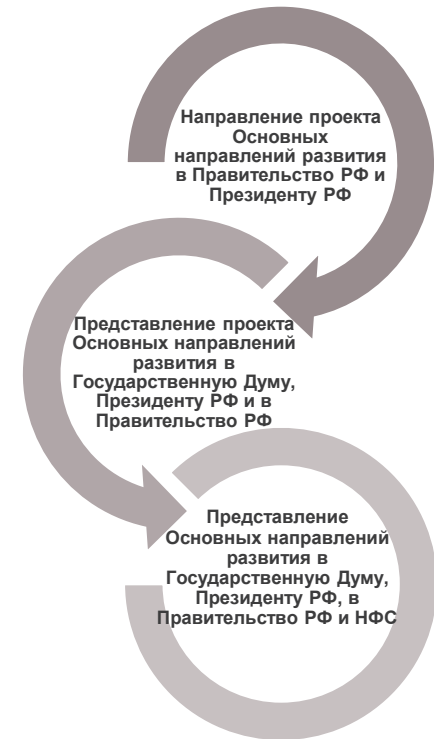 Направление проекта
Основных
направлений развития
в Правительство РФ и
Президенту РФ
Представление проекта
Основных направлений
развития в
Государственную Думу,
Президенту РФ и в
Правительство РФ
Представление
Основных направлений
развития в
Государственную Думу,
Президенту РФ, в
Правительство РФ и НФС